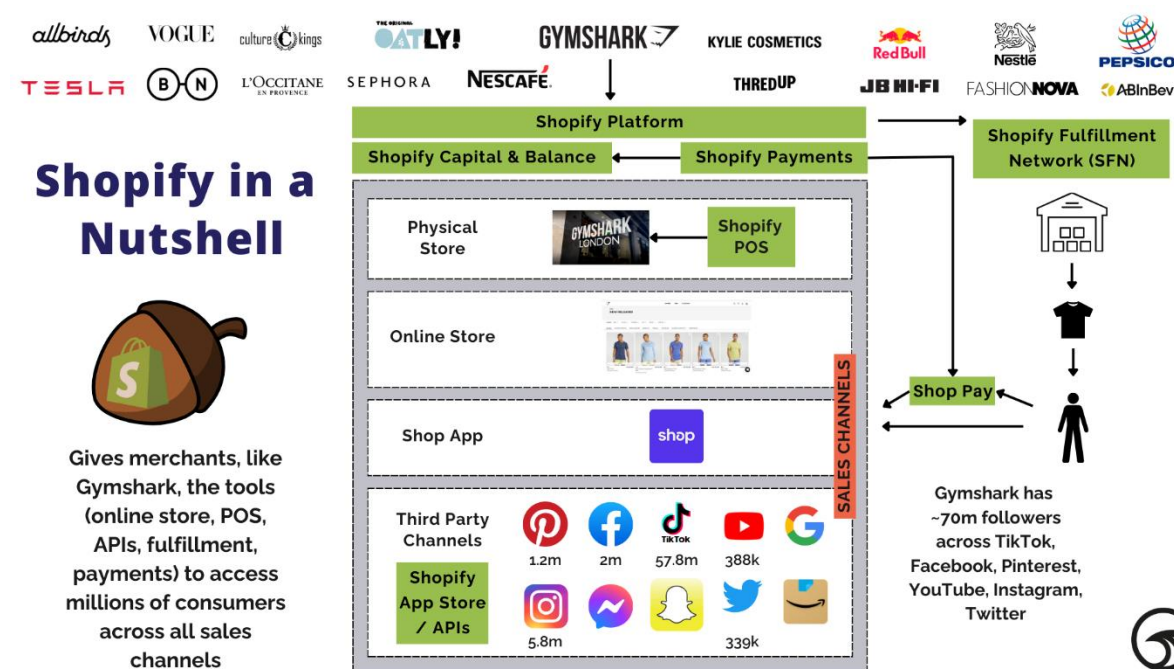 allbirds
VOGUE
culture kings
THE ORIGINAL
OATLY!
GYMSHARK
KYLIE COSMETICS
Red Bull
Nestlé
PEPSICO
TESLA
B N
L'OCCITANE
EN PROVENCE
SEPHORA
NESCAFÉ.
THREDUP
JB HI-FI
FASHIONNOVA
ABInBev
Shopify in a
Nutshell
S
Gives merchants, like
Gymshark, the tools
(online store, POS,
APIs, fulfillment,
payments) to access
millions of consumers
across all sales
channels
Shopify Platform
Shopify Capital & Balance
Shopify Payments
Physical
Store
GYMSHARK
LONDON
Shopify
POS
Online Store
Shop App
shop
Third Party
Channels
Shopify
App Store
/ APIs
TikTok
1.2m
2m
57.8m
388k
5.8m
339k
SALES CHANNELS
Shopify Fulfillment
Network (SFN)
Shop Pay
Gymshark has
~70m followers
across TikTok,
Facebook, Pinterest,
YouTube, Instagram,
Twitter